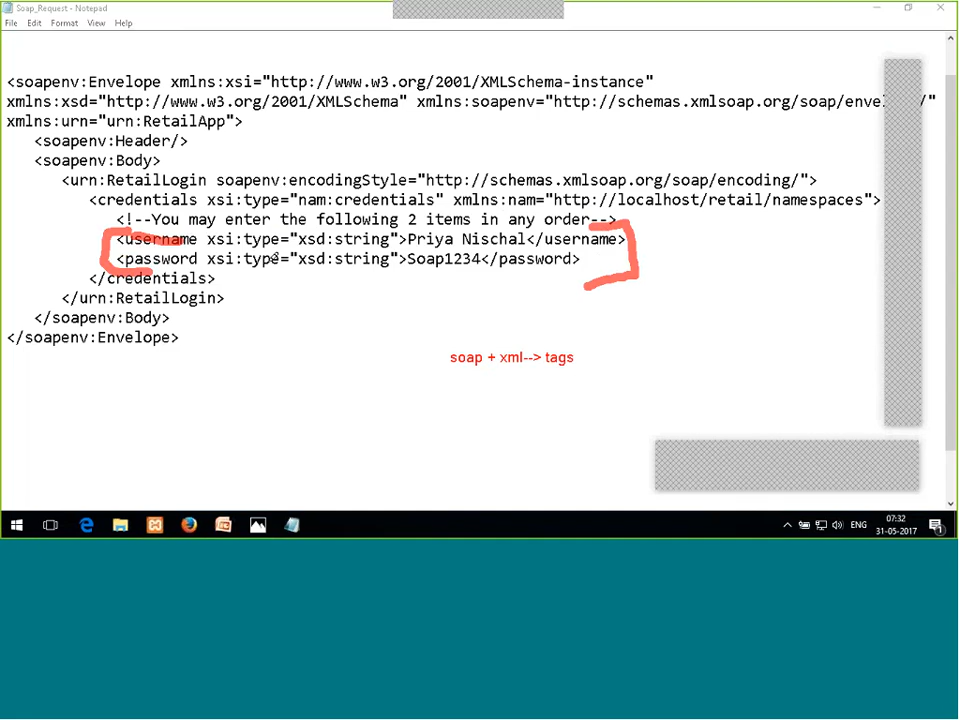 Soap_Request - Notepad
File Edit Format View Help
<soapenv:Envelope xmlns:xsi="http://www.w3.org/2001/XMLSchema-instance"
xmlns:xsd="http://www.w3.org/2001/XMLSchema" xmlns:soapenv="http://schemas.xmlsoap.org/soap/enve /"
xmlns:urn="urn:RetailApp">
<soapenv:Header/>
<soapenv:Body>
<urn:RetailLogin soapenv:encodingStyle="http://schemas.xmlsoap.org/soap/encoding/">
<credentials xsi:type="nam:credentials" xmlns:nam="http://localhost/retail/namespaces">
<!--You may enter the following 2 items in any order-->
<username xsi:type="xsd:string">Priya Nischal</username>
<password xsi:type="xsd:string">Soap1234</password>
</credentials>
</urn:RetailLogin>
</soapenv:Body>
</soapenv:Envelope>
soap + xml--> tags
ENG
07:32
31-05-2017
1